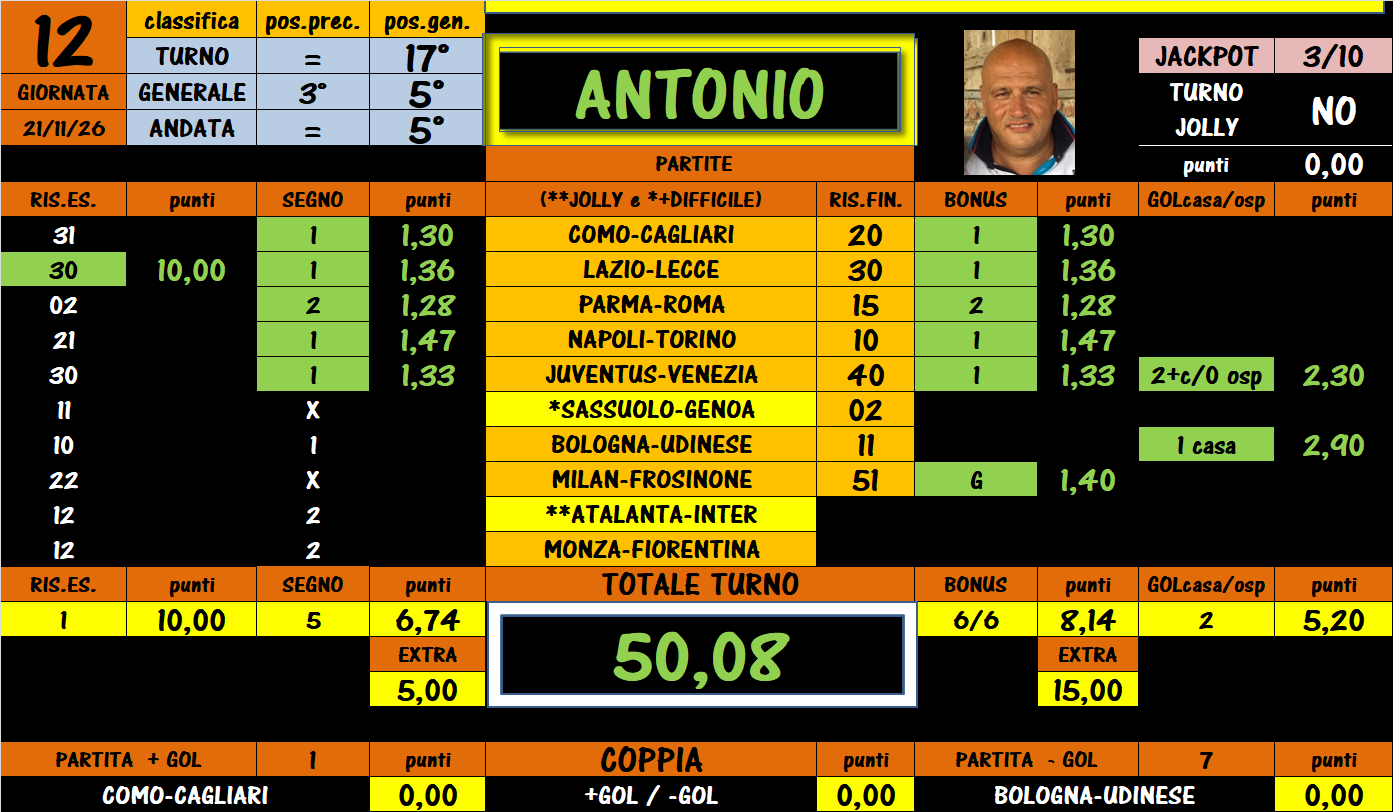 12 classifica pos.prec. pos.gen.
TURNO = 17°
ANTONIO
JACKPOT 3/10
GIORNATA GENERALE 3° 5°
TURNO JOLLY NO
21/11/26 ANDATA = 5°
PARTITE
punti 0,00
RIS.ES. punti SEGNO punti (**JOLLY e *+DIFFICILE) RIS.FIN. BONUS punti GOLcasa/osp punti
31 1 1,30 COMO-CAGLIARI 20 1 1,30
30 10,00 1 1,36 LAZIO-LECCE 30 1 1,36
02 2 1,28 PARMA-ROMA 15 2 1,28
21 1 1,47 NAPOLI-TORINO 10 1 1,47
30 1 1,33 JUVENTUS-VENEZIA 40 1 1,33 2+c/0 osp 2,30
11 X *SASSUOLO-GENOA 02
10 1 BOLOGNA-UDINESE 11 1 casa 2,90
22 X MILAN-FROSINONE 51 G 1,40
12 2 **ATALANTA-INTER
12 2 MONZA-FIORENTINA
RIS.ES. punti SEGNO punti TOTALE TURNO BONUS punti GOLcasa/osp punti
1 10,00 5 6,74 50,08 6/6 8,14 2 5,20
EXTRA EXTRA
5,00 15,00
PARTITA + GOL 1 punti COPPIA punti PARTITA - GOL 7 punti
COMO-CAGLIARI 0,00 +GOL / -GOL 0,00 BOLOGNA-UDINESE 0,00